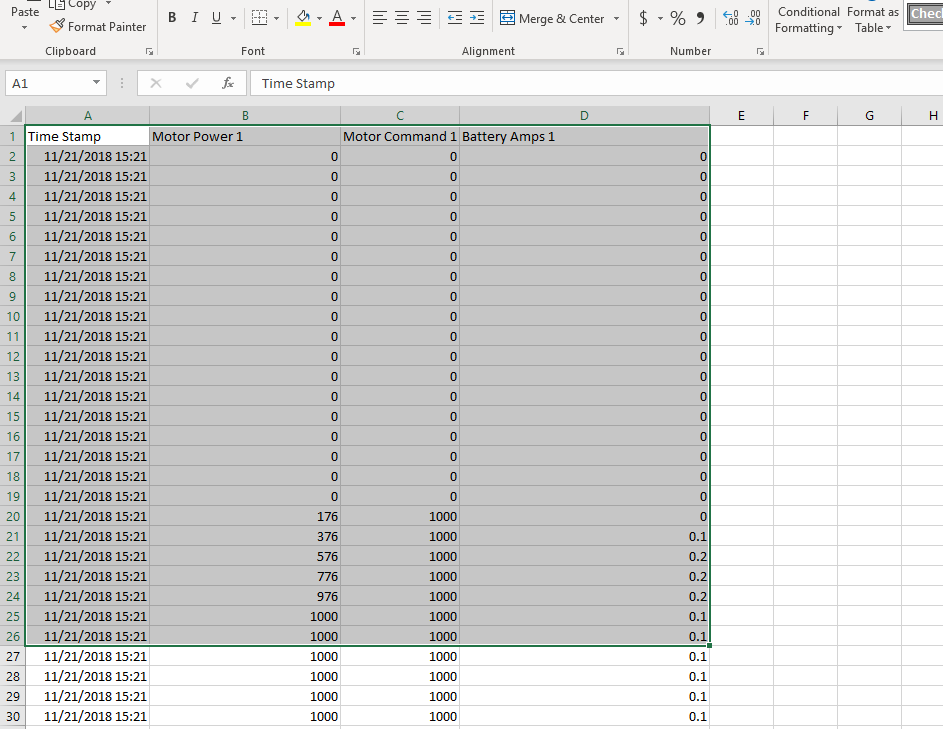 Copy
Paste
Format Painter
B I U A
Merge & Center
$ % 9
.00 .0
Conditional Formatting
Format as Table
Chec
Clipboard Font Alignment Number
A1 fx Time Stamp
A B C D E F G H
1 Time Stamp Motor Power 1 Motor Command 1 Battery Amps 1
2 11/21/2018 15:21 0 0 0
3 11/21/2018 15:21 0 0 0
4 11/21/2018 15:21 0 0 0
5 11/21/2018 15:21 0 0 0
6 11/21/2018 15:21 0 0 0
7 11/21/2018 15:21 0 0 0
8 11/21/2018 15:21 0 0 0
9 11/21/2018 15:21 0 0 0
10 11/21/2018 15:21 0 0 0
11 11/21/2018 15:21 0 0 0
12 11/21/2018 15:21 0 0 0
13 11/21/2018 15:21 0 0 0
14 11/21/2018 15:21 0 0 0
15 11/21/2018 15:21 0 0 0
16 11/21/2018 15:21 0 0 0
17 11/21/2018 15:21 0 0 0
18 11/21/2018 15:21 0 0 0
19 11/21/2018 15:21 0 0 0
20 11/21/2018 15:21 176 1000 0
21 11/21/2018 15:21 376 1000 0.1
22 11/21/2018 15:21 576 1000 0.2
23 11/21/2018 15:21 776 1000 0.2
24 11/21/2018 15:21 976 1000 0.2
25 11/21/2018 15:21 1000 1000 0.1
26 11/21/2018 15:21 1000 1000 0.1
27 11/21/2018 15:21 1000 1000 0.1
28 11/21/2018 15:21 1000 1000 0.1
29 11/21/2018 15:21 1000 1000 0.1
30 11/21/2018 15:21 1000 1000 0.1